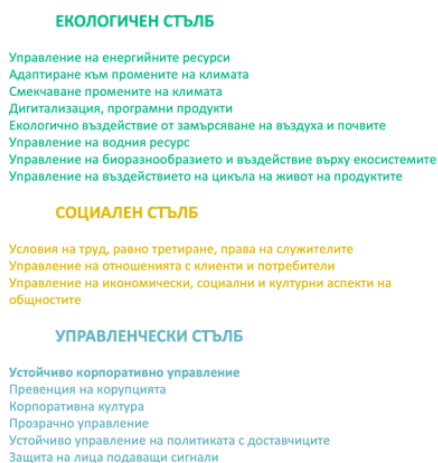 ЕКОЛОГИЧЕН СТЪЛБ
Управление на енергийните ресурси
Адаптиране към промените на климата
Смекчаване промените на климата
Дигитализация, програмни продукти
Екологично въздействие от замърсяване на въздуха и почвите
Управление на водния ресурс
Управление на биоразнообразието и въздействие върху екосистемите
Управление на въздействието на цикъла на живот на продуктите
СОЦИАЛЕН СТЪЛБ
Условия на труд, равно третиране, права на служителите
Управление на отношенията с клиенти и потребители
Управление на икономически, социални и културни аспекти на
общностите
УПРАВЛЕНЧЕСКИ СТЪЛБ
Устойчиво корпоративно управление
Превенция на корупцията
Корпоративна култура
Прозрачно управление
Устойчиво управление на политиката с доставчиците
Защита на лица подаващи сигнали